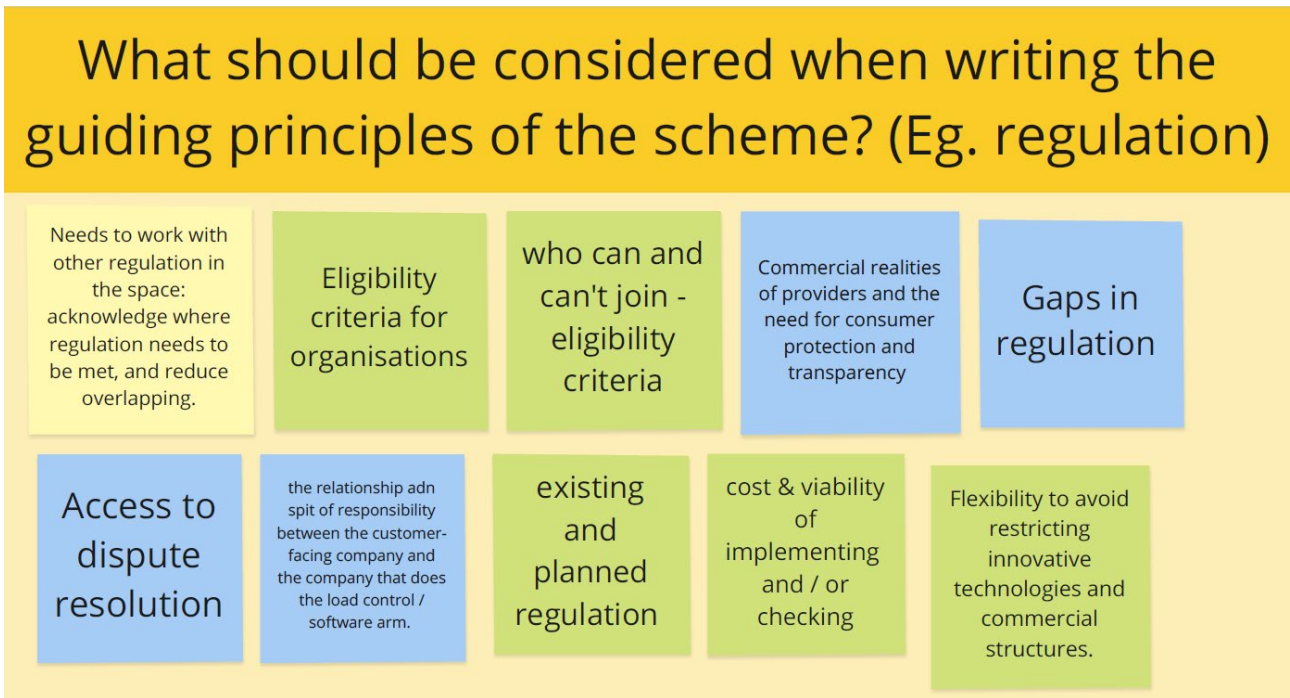 What should be considered when writing the
guiding principles of the scheme? (Eg. regulation)
Needs to work with
other regulation in
the space:
acknowledge where
regulation needs to
be met, and reduce
overlapping.
Eligibility
criteria for
organisations
who can and
can't join -
eligibility
criteria
Commercial realities
of providers and the
need for consumer
protection and
transparency
Gaps in
regulation
Access to
dispute
resolution
the relationship adn
spit of responsibility
between the customer-
facing company and
the company that does
the load control /
software arm.
existing
and
planned
regulation
cost & viability
of
implementing
and / or
checking
Flexibility to avoid
restricting
innovative
technologies and
commercial
structures.